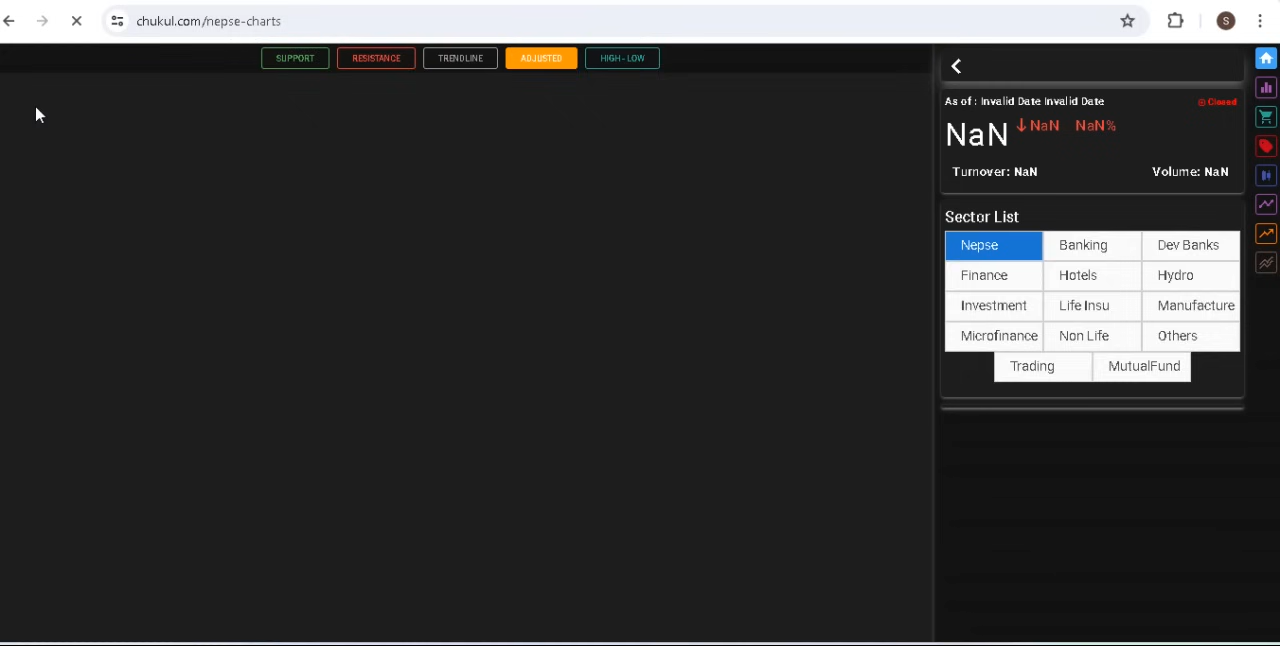 chukul.com/nepse-charts
S
SUPPORT RESISTANCE TRENDLINE ADJUSTED HIGH-LOW
As of : Invalid Date Invalid Date Closed
NaN ↓ NaN NaN%
Turnover: NaN Volume: NaN
Sector List
Nepse Banking Dev Banks
Finance Hotels Hydro
Investment Life Insu Manufacture
Microfinance Non Life Others
Trading MutualFund